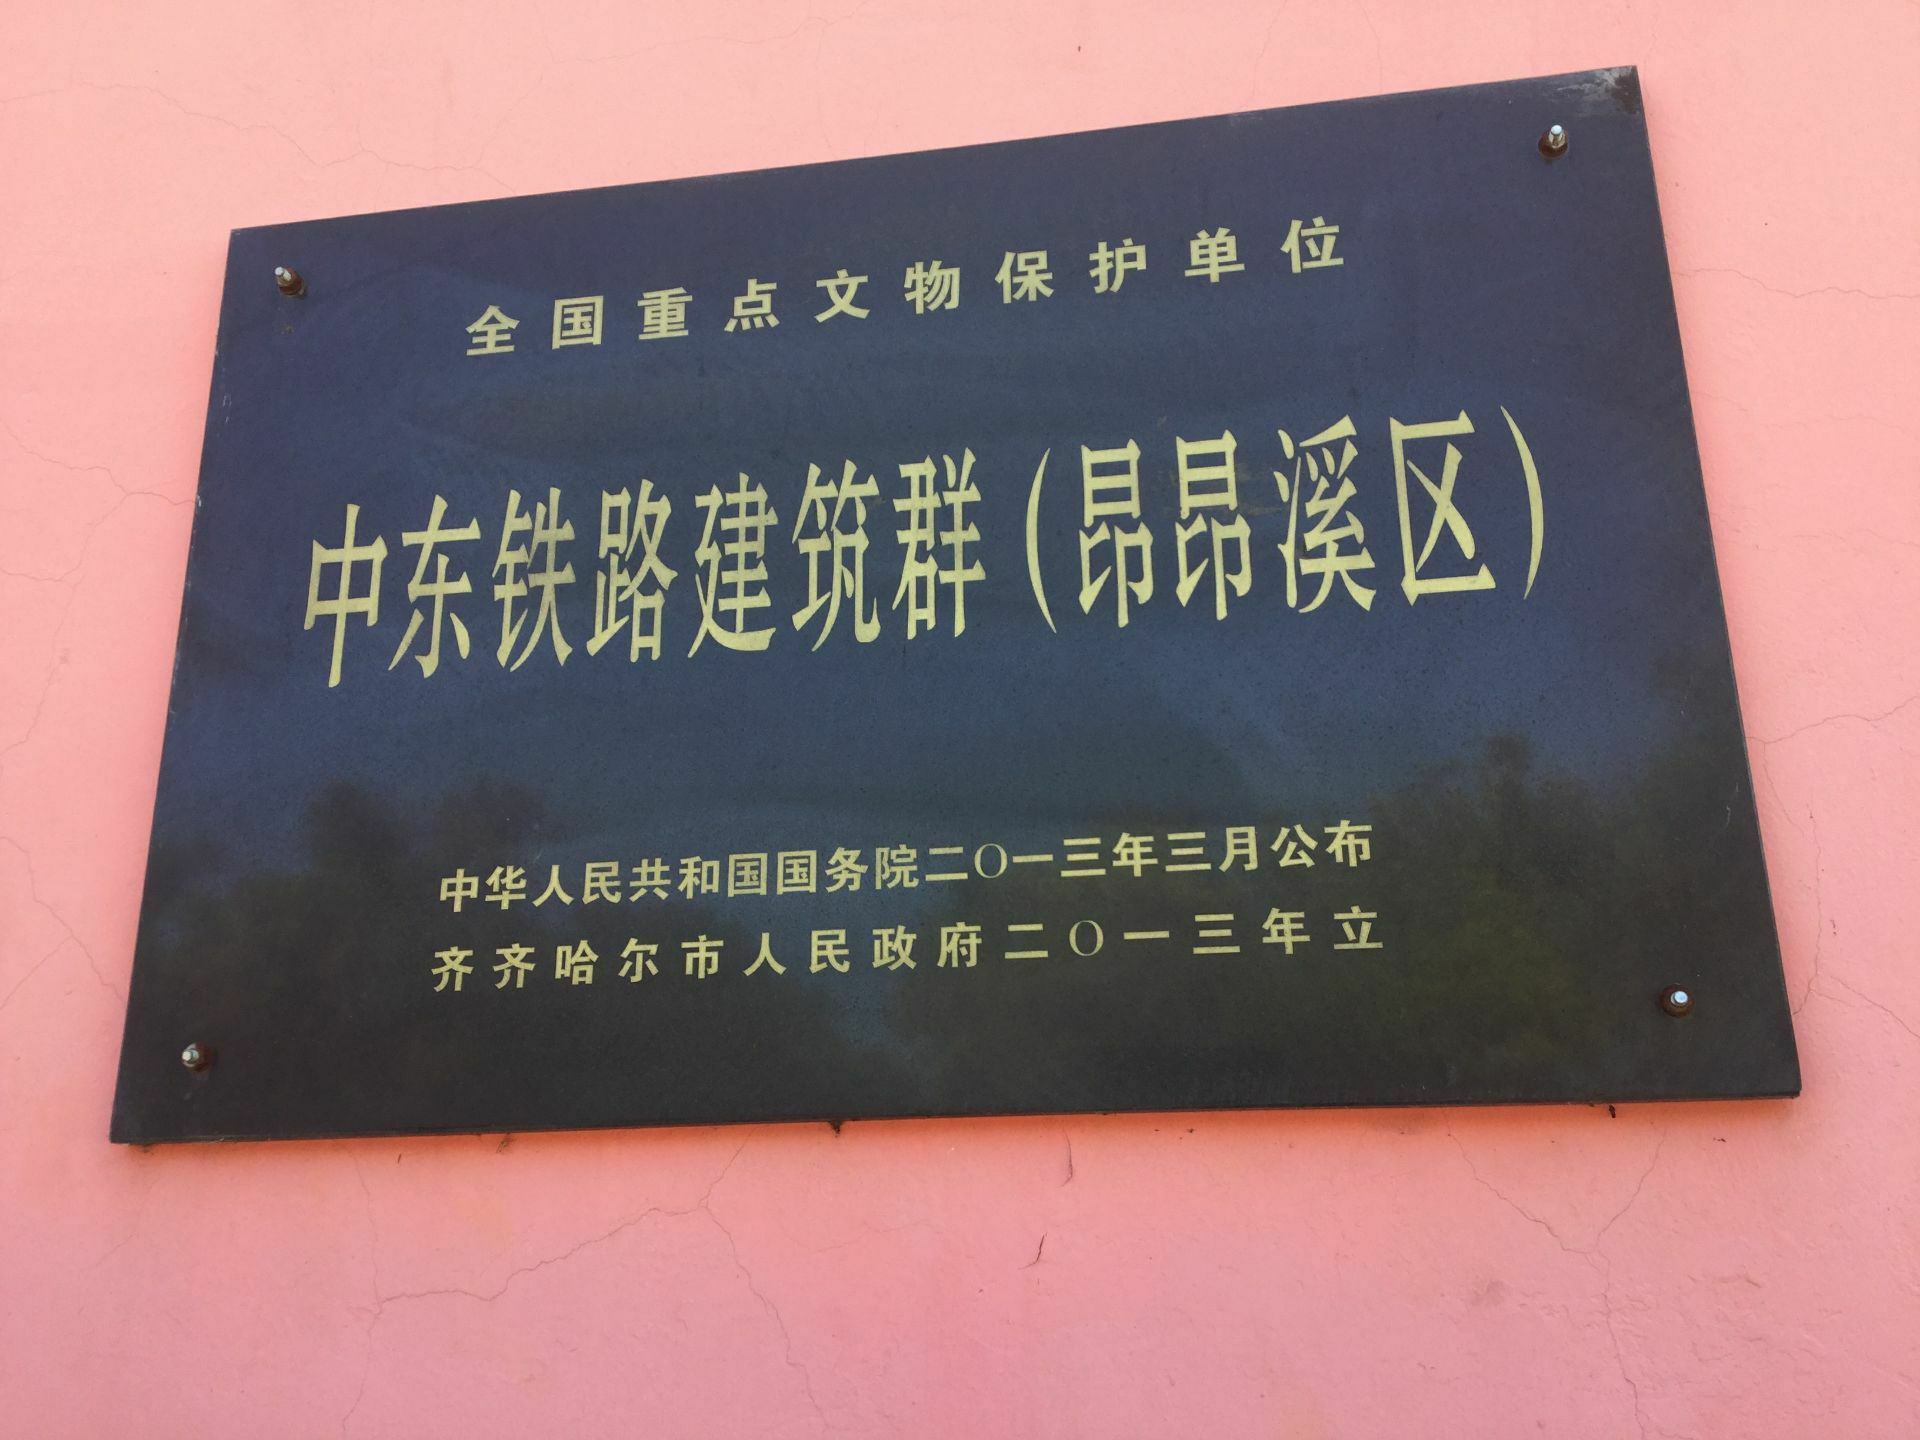 全国重点文物保护单位
中东铁路建筑群(昂昂溪区)
中华人民共和国国务院二〇一三年三月公布
齐齐哈尔市人民政府二〇一三年立